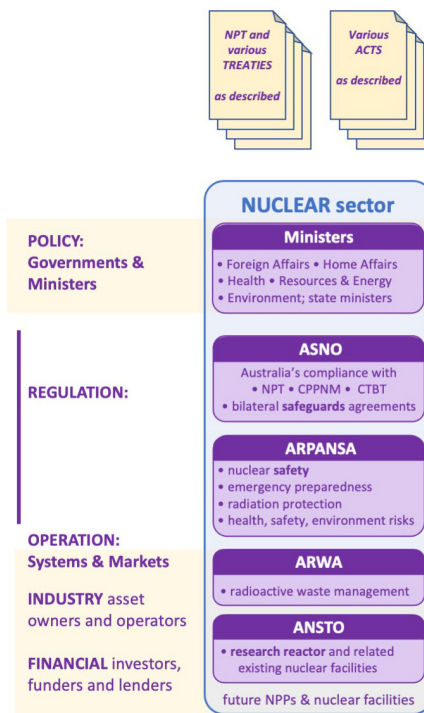 NPT and
various
TREATIES
as described
Various
ACTS
as described
NUCLEAR sector
POLICY:
Governments &
Ministers
Ministers
• Foreign Affairs • Home Affairs
• Health • Resources & Energy
• Environment; state ministers
REGULATION:
ASNO
Australia's compliance with
• NPT • CPPNM • CTBT
• bilateral safeguards agreements
ARPANSA
• nuclear safety
• emergency preparedness
• radiation protection
• health, safety, environment risks
OPERATION:
Systems & Markets
INDUSTRY asset
owners and operators
FINANCIAL investors,
funders and lenders
ARWA
• radioactive waste management
ANSTO
• research reactor and related
existing nuclear facilities
future NPPs & nuclear facilities